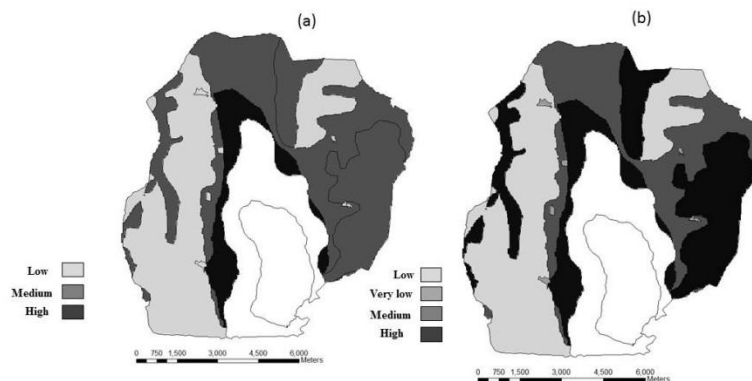 (a)
Low
Medium
High
0 750 1,500 3,000 4,500 6,000
Meters
(b)
Low
Very low
Medium
High
0 750 1,500 3,000 4,500 6,000
Meters